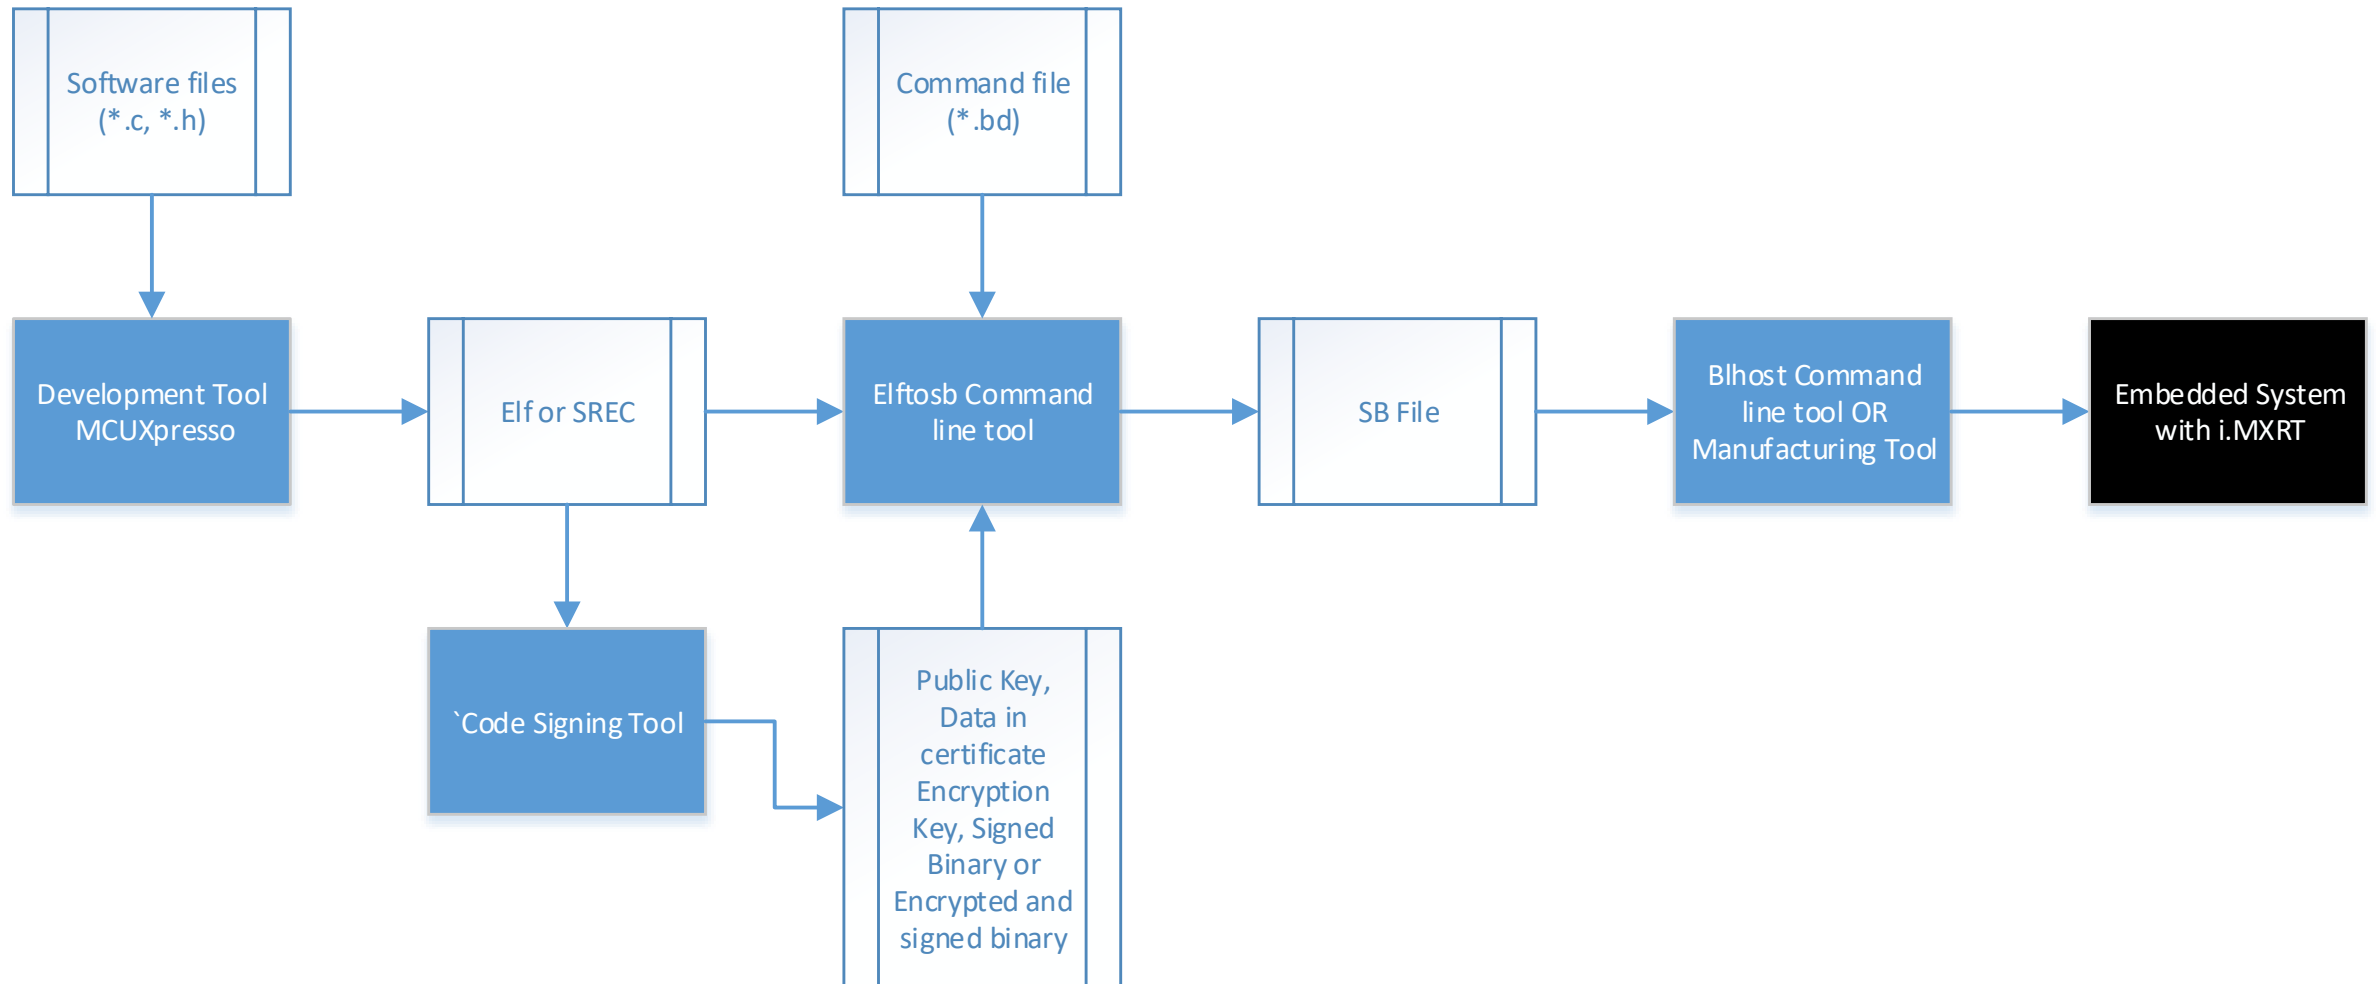 Software files
(*.c, *.h)
Command file
(*.bd)
Development Tool
MCUXpresso
Elf or SREC
Elftosb Command
line tool
SB File
Blhost Command
line tool OR
Manufacturing Tool
Embedded System
with i.MXRT
`Code Signing Tool
Public Key,
Data in
certificate
Encryption
Key, Signed
Binary or
Encrypted and
signed binary